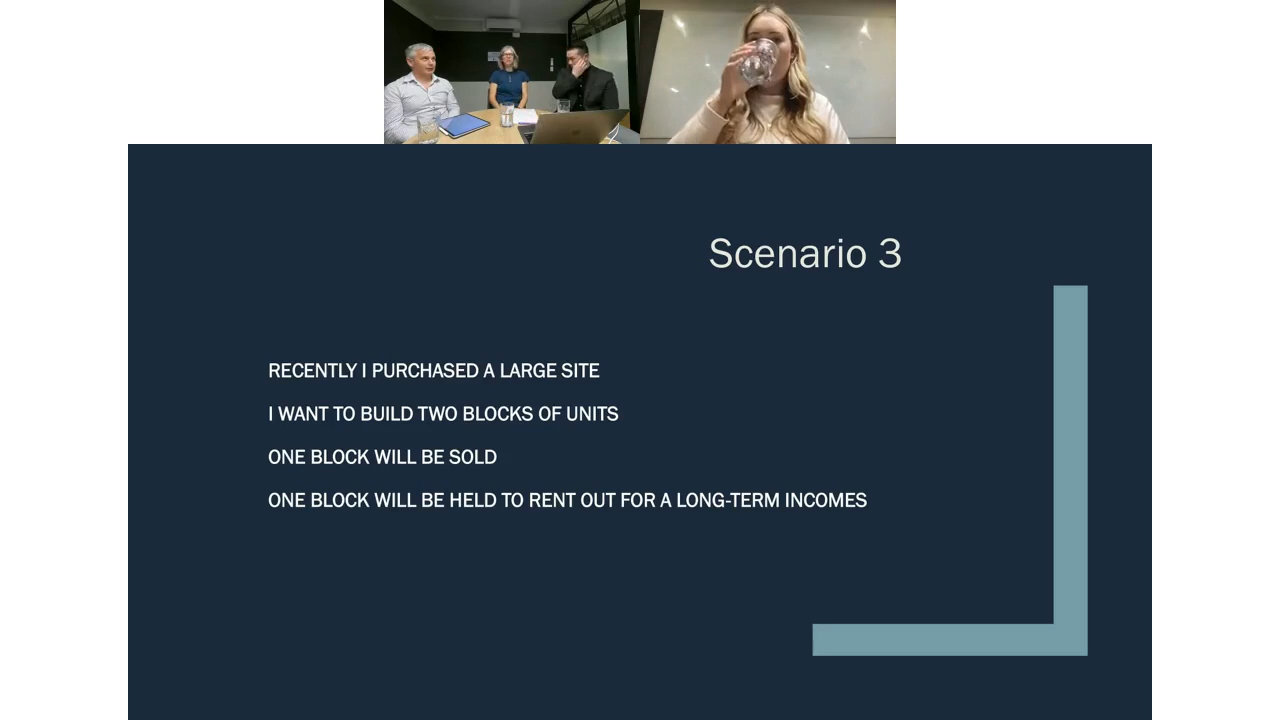 Scenario 3
RECENTLY I PURCHASED A LARGE SITE
I WANT TO BUILD TWO BLOCKS OF UNITS
ONE BLOCK WILL BE SOLD
ONE BLOCK WILL BE HELD TO RENT OUT FOR A LONG-TERM INCOMES